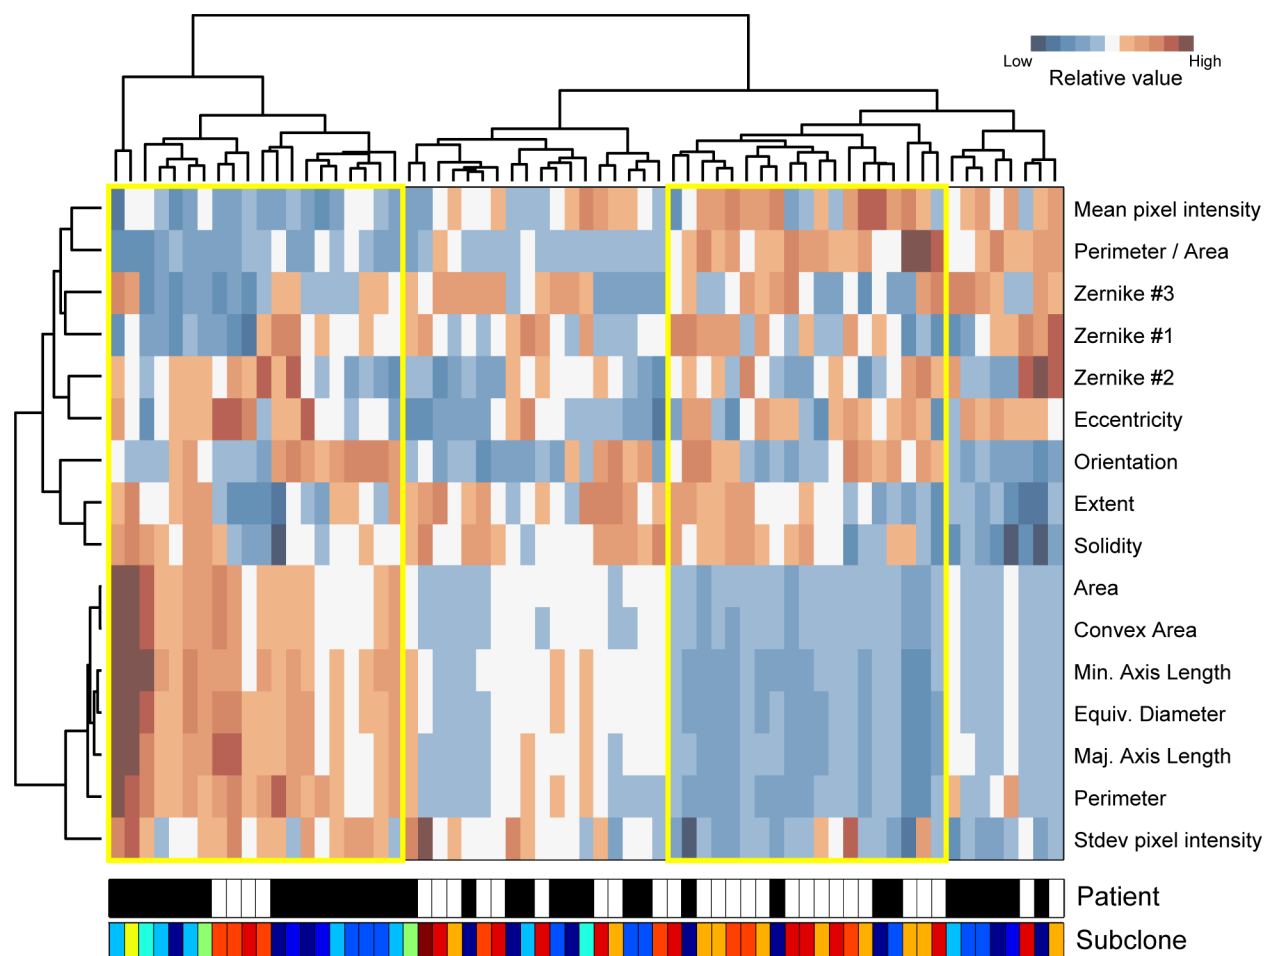 Low High
Relative value
Mean pixel intensity
Perimeter / Area
Zernike #3
Zernike #1
Zernike #2
Eccentricity
Orientation
Extent
Solidity
Area
Convex Area
Min. Axis Length
Equiv. Diameter
Maj. Axis Length
Perimeter
Stdev pixel intensity
Patient
Subclone